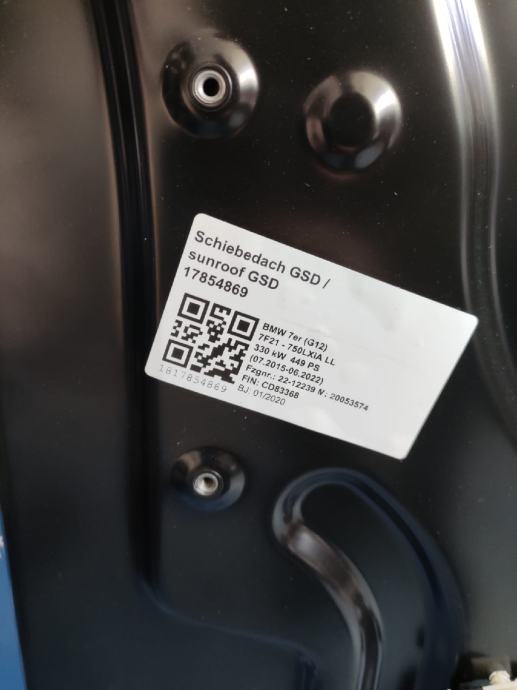 Schiebedach GSD /
sunroof GSD
17854869
BMW 7er (G12)
7F21 - 750LXIA LL
330 kW 449 PS
(07.2015-06.2022)
Fzgnr.: 22-12239 M: 20053574
FIN: CD83368
BJ: 01/2020
1817854869